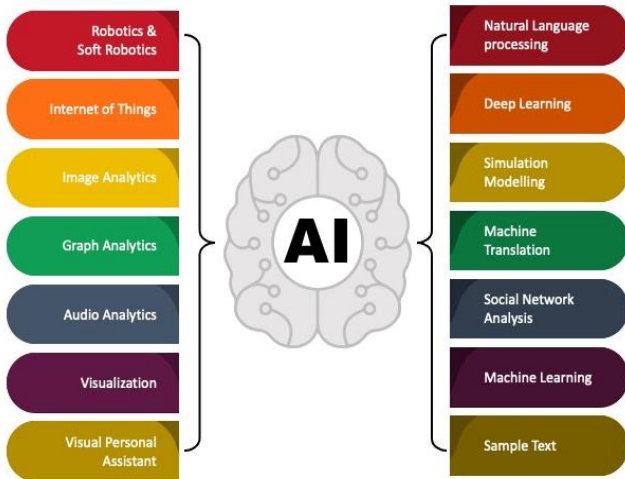 Robotics &
Soft Robotics
Internet of Things
Image Analytics
Graph Analytics
Audio Analytics
Visualization
Visual Personal
Assistant
AI
Natural Language
processing
Deep Learning
Simulation
Modelling
Machine
Translation
Social Network
Analysis
Machine Learning
Sample Text